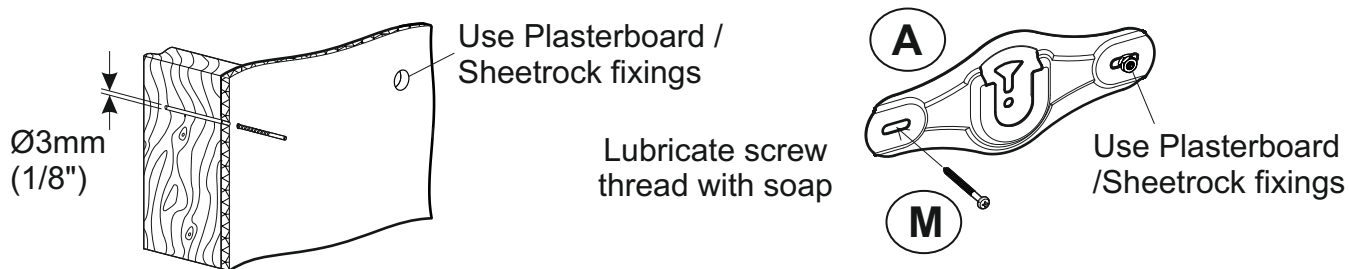 Use Plasterboard /
Sheetrock fixings
Ø3mm
(1/8")
A
Lubricate screw
thread with soap
M
Use Plasterboard
/Sheetrock fixings